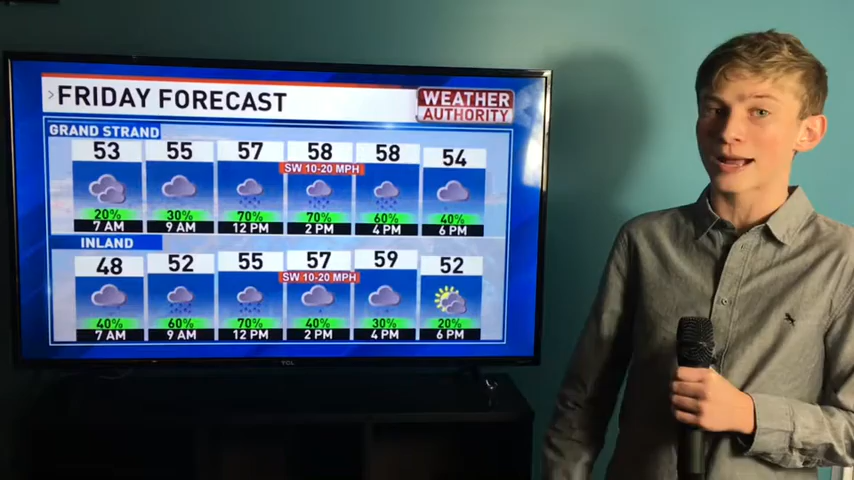 FRIDAY FORECAST
WEATHER
AUTHORITY
GRAND STRAND
53 55 57 58 58 54
SW 10-20 MPH
20% 30% 70% 70% 60% 40%
7 AM 9 AM 12 PM 2 PM 4 PM 6 PM
INLAND
48 52 55 57 59 52
SW 10-20 MPH
40% 60% 70% 40% 30% 20%
7 AM 9 AM 12 PM 2 PM 4 PM 6 PM
TCL